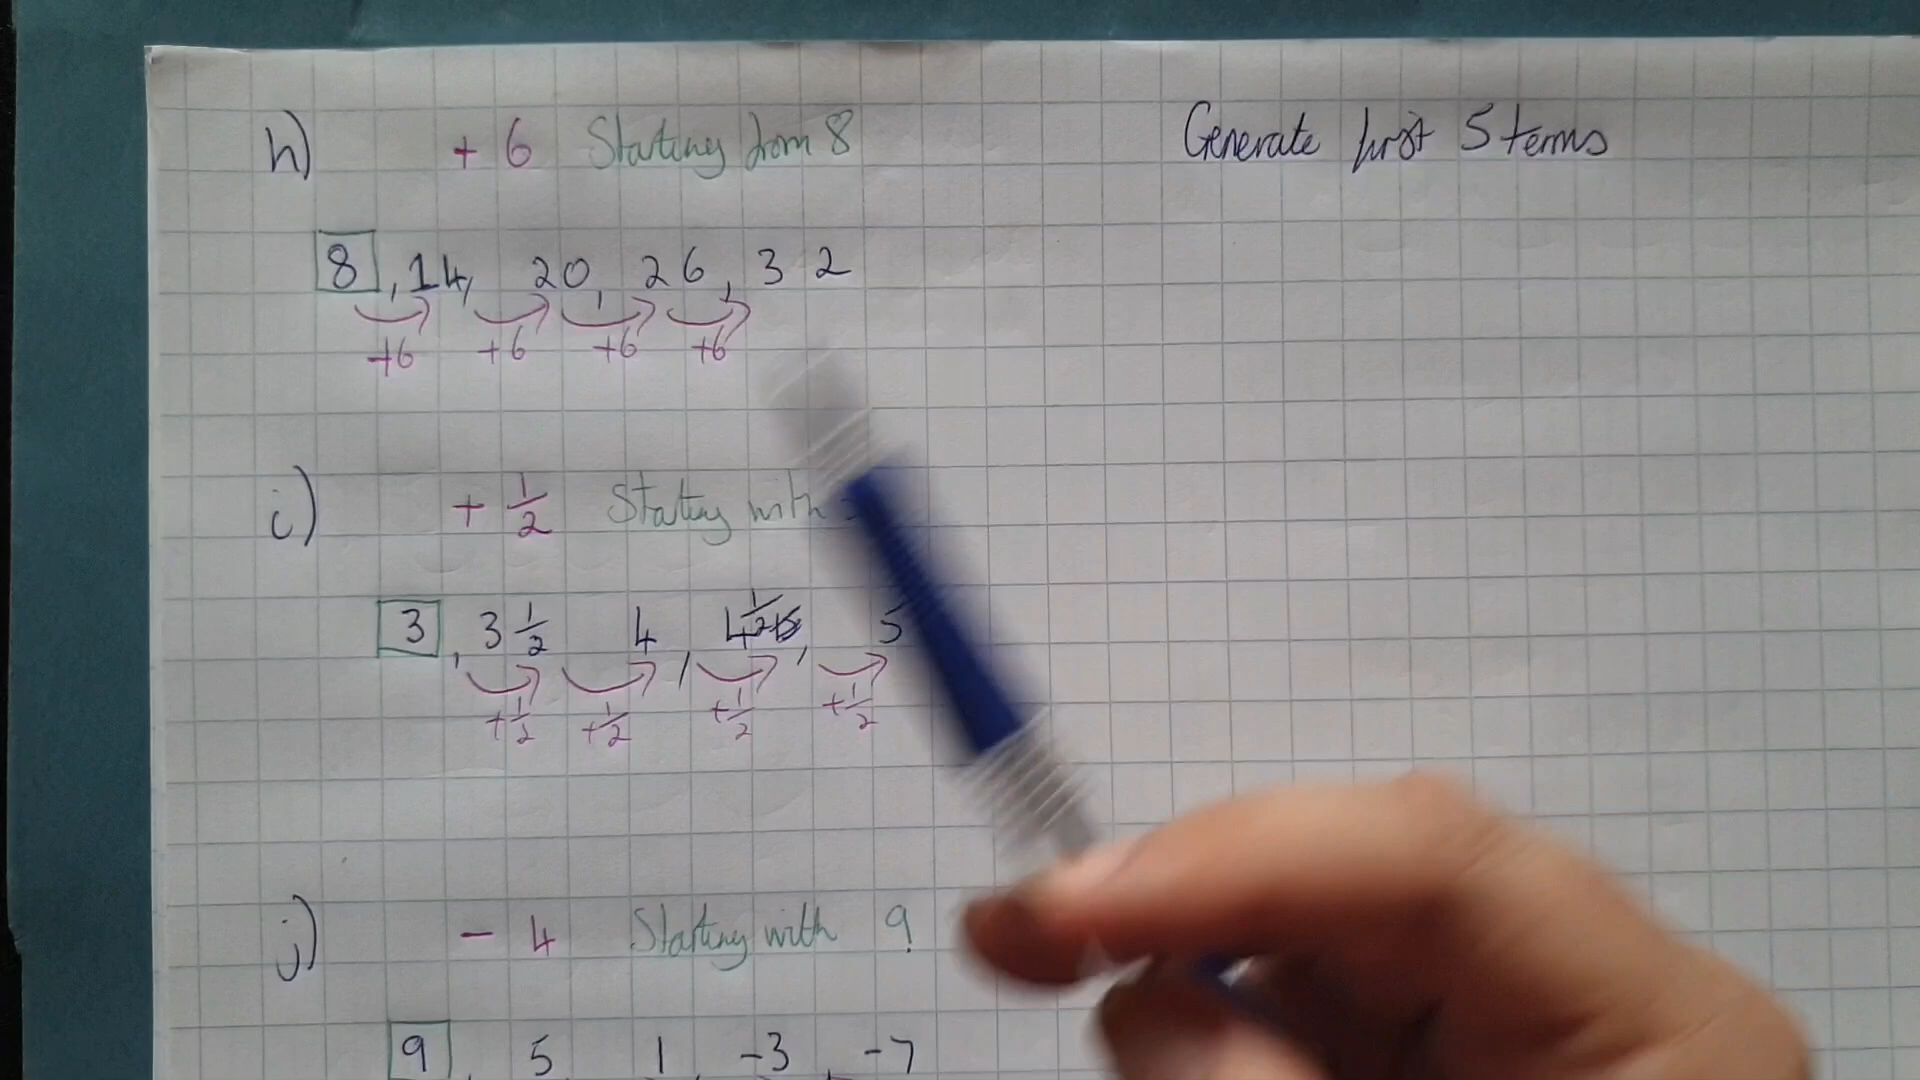 h) + 6 Starting from 8
Generate first 5 terms
8, 14, 20, 26, 32
+6 +6 +6 +6
i) + 1/2 Starting with
3, 3 1/2 4, 4 1/2, 5
+1/2 +1/2 +1/2 +1/2
j) - 4 Starting with 9
9, 5 1 -3 -7